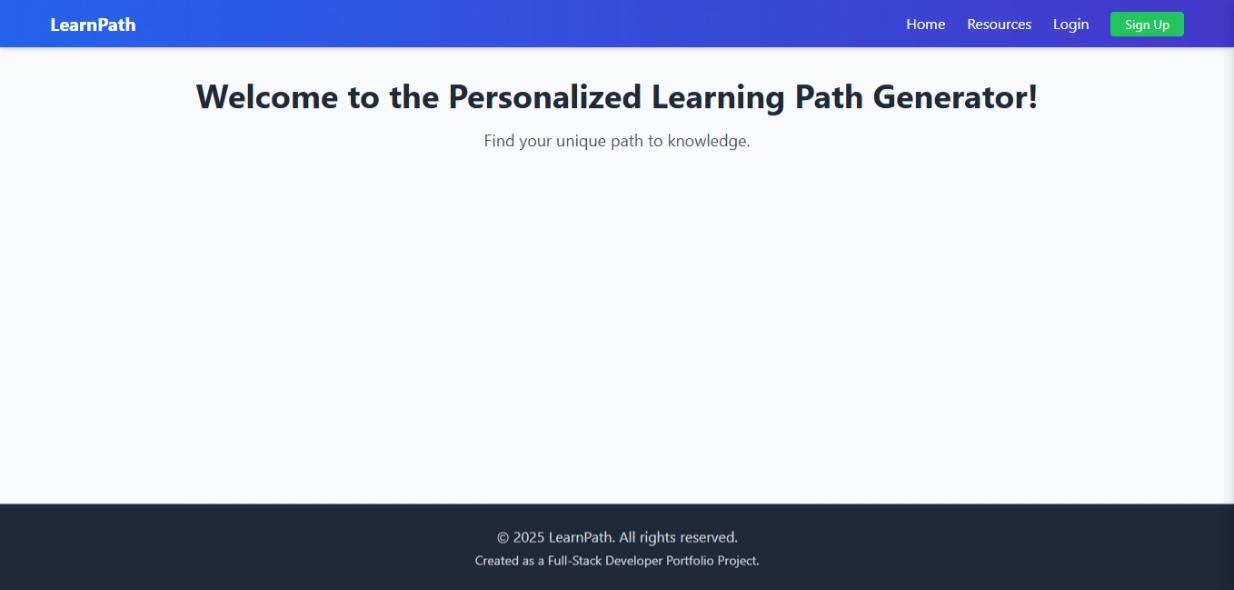 LearnPath
Home Resources Login Sign Up
Welcome to the Personalized Learning Path Generator!
Find your unique path to knowledge.
© 2025 LearnPath. All rights reserved.
Created as a Full-Stack Developer Portfolio Project.